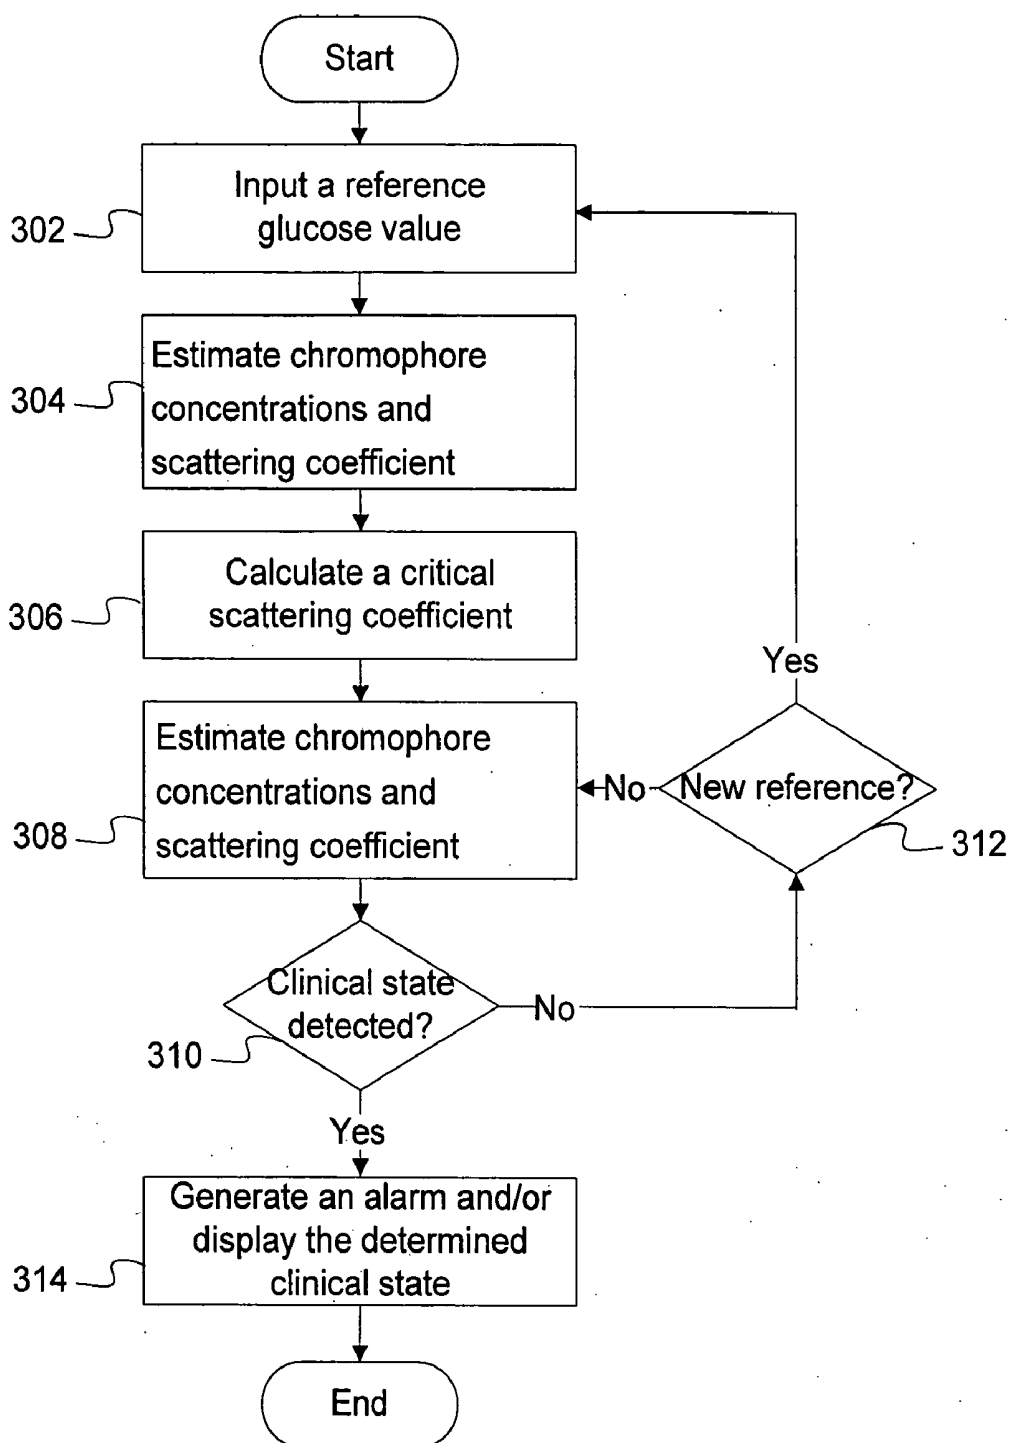 Start
Input a reference
glucose value
302
Estimate chromophore
concentrations and
scattering coefficient
304
Calculate a critical
scattering coefficient
306
Yes
Estimate chromophore
concentrations and
scattering coefficient
308
No
New reference?
312
Clinical state
detected?
310
No
Yes
Generate an alarm and/or
display the determined
clinical state
314
End